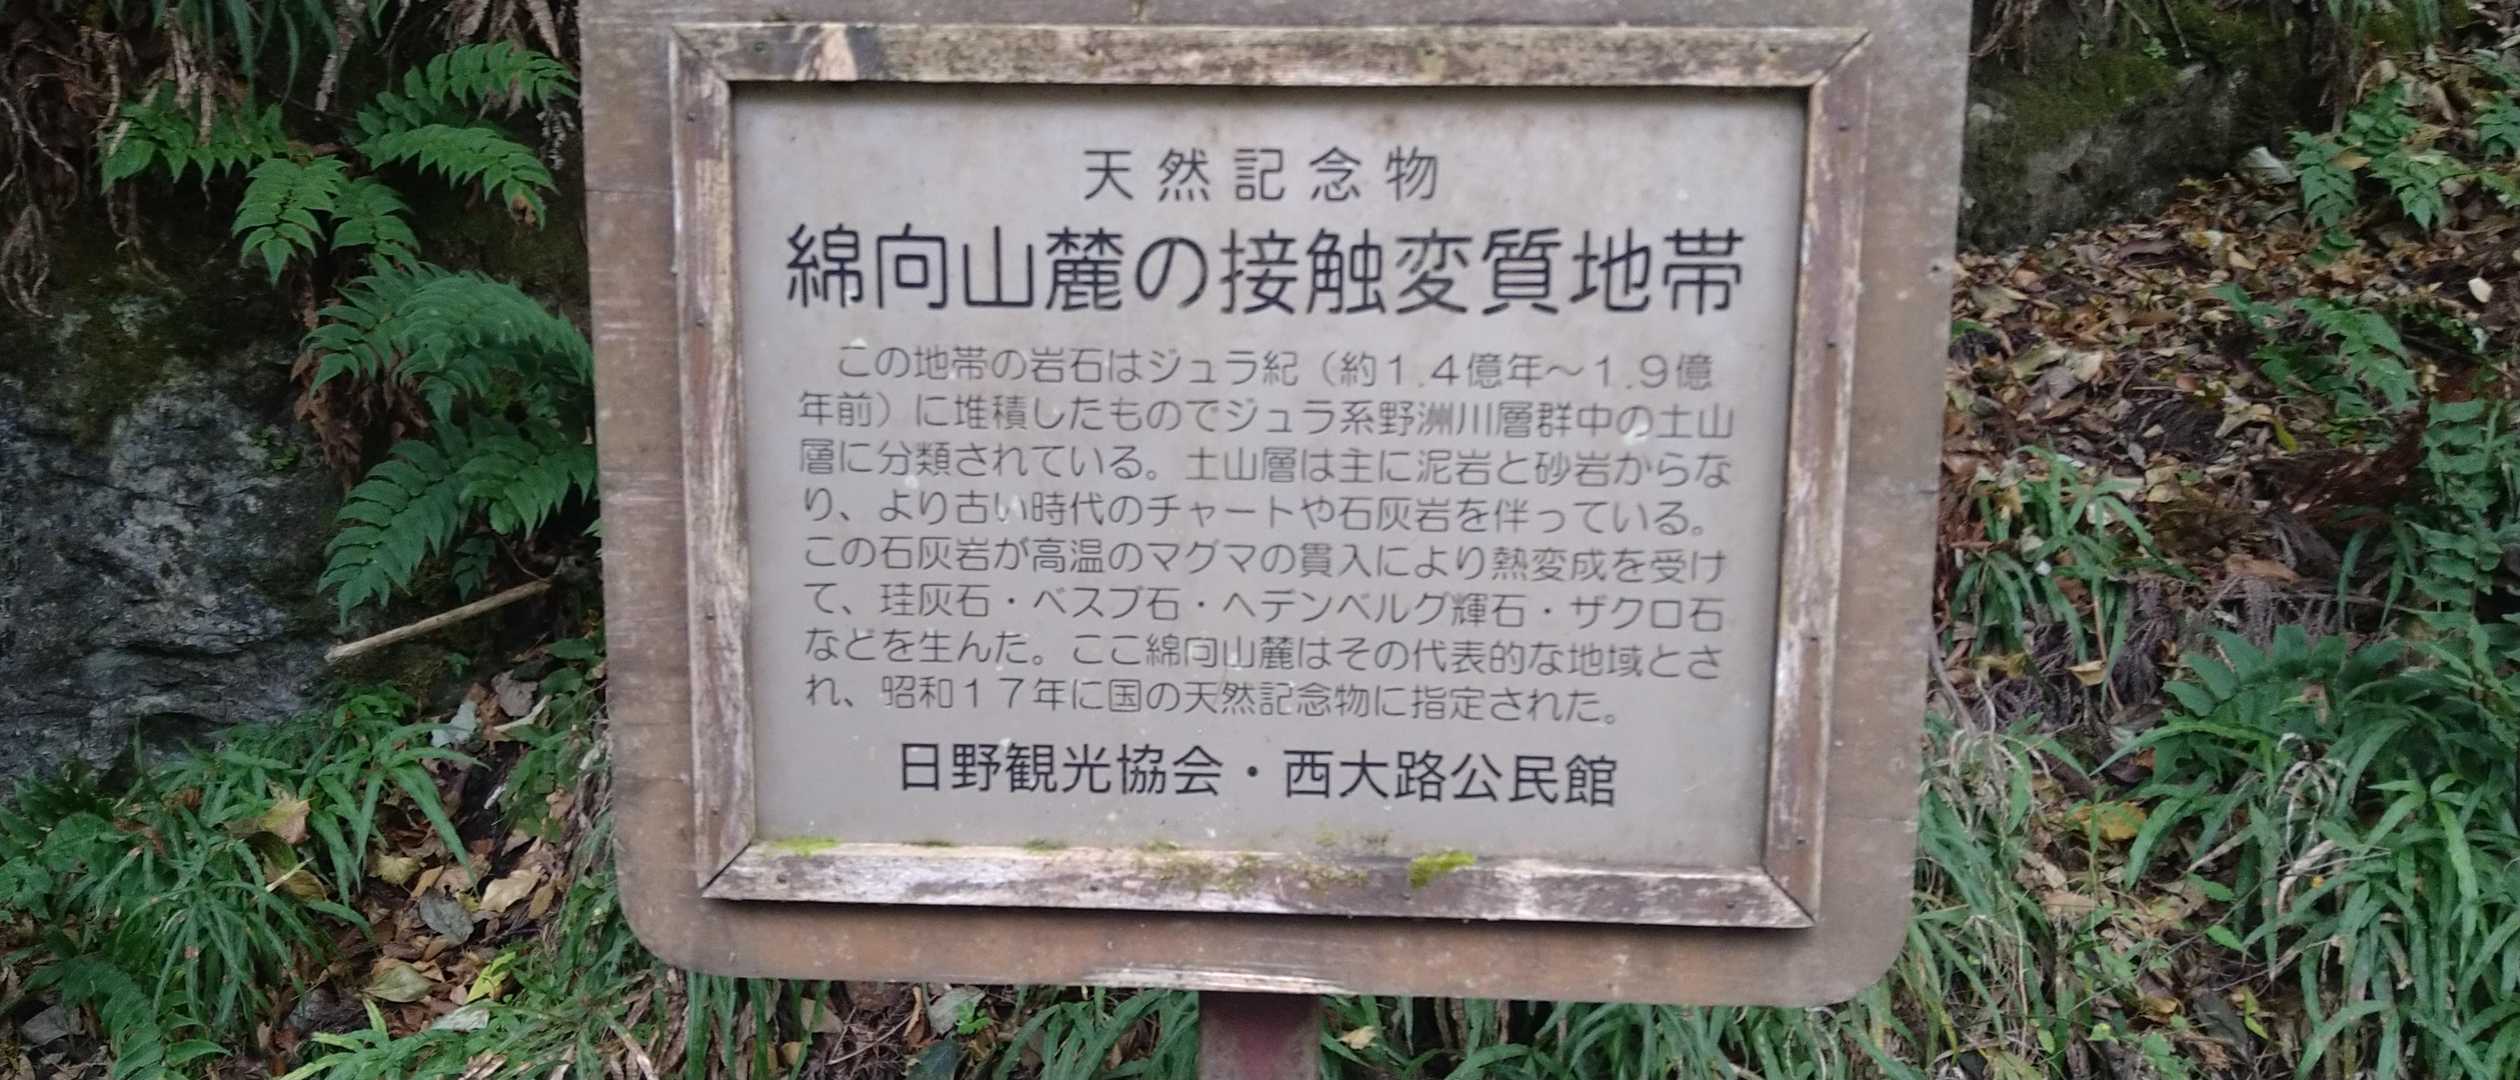 天然記念物
綿向山麓の接触変質地帯
この地帯の岩石はジュラ紀（約１.４億年～１.９億
年前）に堆積したものでジュラ系野洲川層群中の土山
層に分類されている。土山層は主に泥岩と砂岩からな
り、より古い時代のチャートや石灰岩を伴っている。
この石灰岩が高温のマグマの貫入により熱変成を受け
て、珪灰石・ベスブ石・ヘデンベルグ輝石・ザクロ石
などを生んだ。ここ綿向山麓はその代表的な地域とさ
れ、昭和１７年に国の天然記念物に指定された。
日野観光協会・西大路公民館